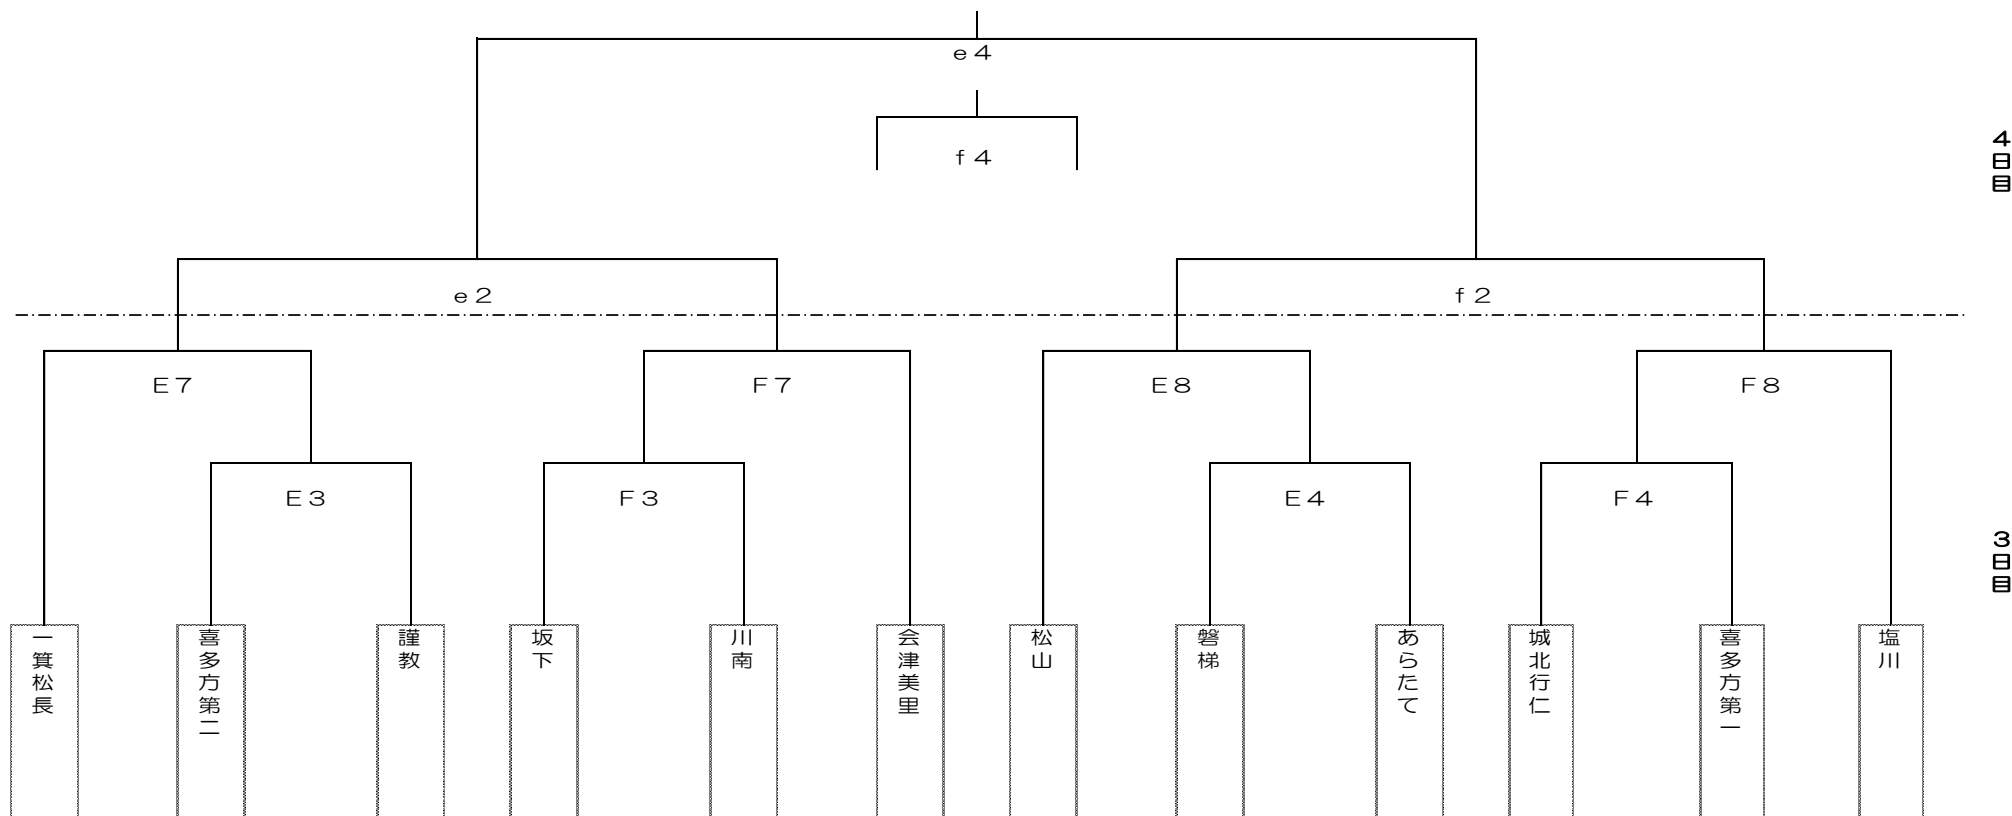 ｅ４
ｆ４
４日目
ｅ２
ｆ２
Ｅ７
Ｆ７
Ｅ８
Ｆ８
Ｅ３
Ｆ３
Ｅ４
Ｆ４
３日目
一箕松長
喜多方第二
謹教
坂下
川南
会津美里
松山
磐梯
あらたて
城北行仁
喜多方第一
塩川